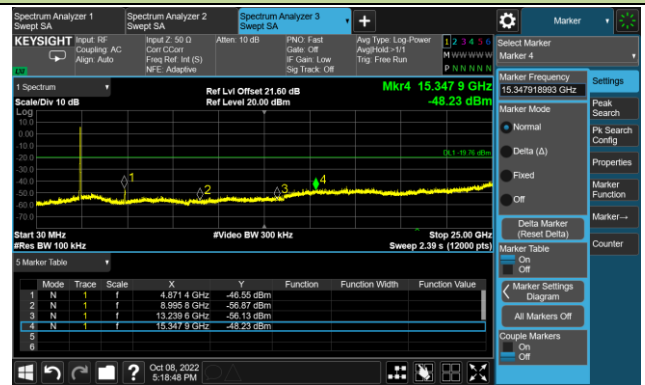 Spectrum Analyzer 1 Spectrum Analyzer 2 Spectrum Analyzer 3 Marker
Swept SA Swept SA Swept SA
KEYSIGHT Input: RF Input Z: 50 Ω Atten: 10 dB PNO: Fast Avg Type: Log-Power 1 2 3 4 5 6
Coupling: AC Corr CCorr Gate: Off Avg|Hold:>1/1 M W W W W W
Align: Auto Freq Ref: Int (S) IF Gain: Low Trig: Free Run P N N N N N
NFE: Adaptive Sig Track: Off
Select Marker
Marker 4
1 Spectrum
Ref Lvl Offset 21.60 dB Mkr4 15.347 9 GHz
Scale/Div 10 dB Ref Level 20.00 dBm -48.23 dBm
Log
10.0
0.00
-10.0
-20.0
-30.0
-40.0
-50.0
-60.0
-70.0
DL1 -19.76 dBm
1
2
3
4
Start 30 MHz #Video BW 300 kHz Stop 25.00 GHz
#Res BW 100 kHz Sweep 2.39 s (12000 pts)
5 Marker Table
Mode Trace Scale X Y Function Function Width Function Value
1 N 1 f 4.871 4 GHz -46.55 dBm
2 N 1 f 8.995 8 GHz -56.87 dBm
3 N 1 f 13.239 6 GHz -56.13 dBm
4 N 1 f 15.347 9 GHz -48.23 dBm
5
6
Marker Frequency
15.347918993 GHz
Marker Mode
Normal
Delta (Δ)
Fixed
Off
Delta Marker
(Reset Delta)
Marker Table
On
Off
Marker Settings
Diagram
All Markers Off
Couple Markers
On
Off
Settings
Peak
Search
Pk Search
Config
Properties
Marker
Function
Marker→
Counter
Oct 08, 2022
5:18:48 PM